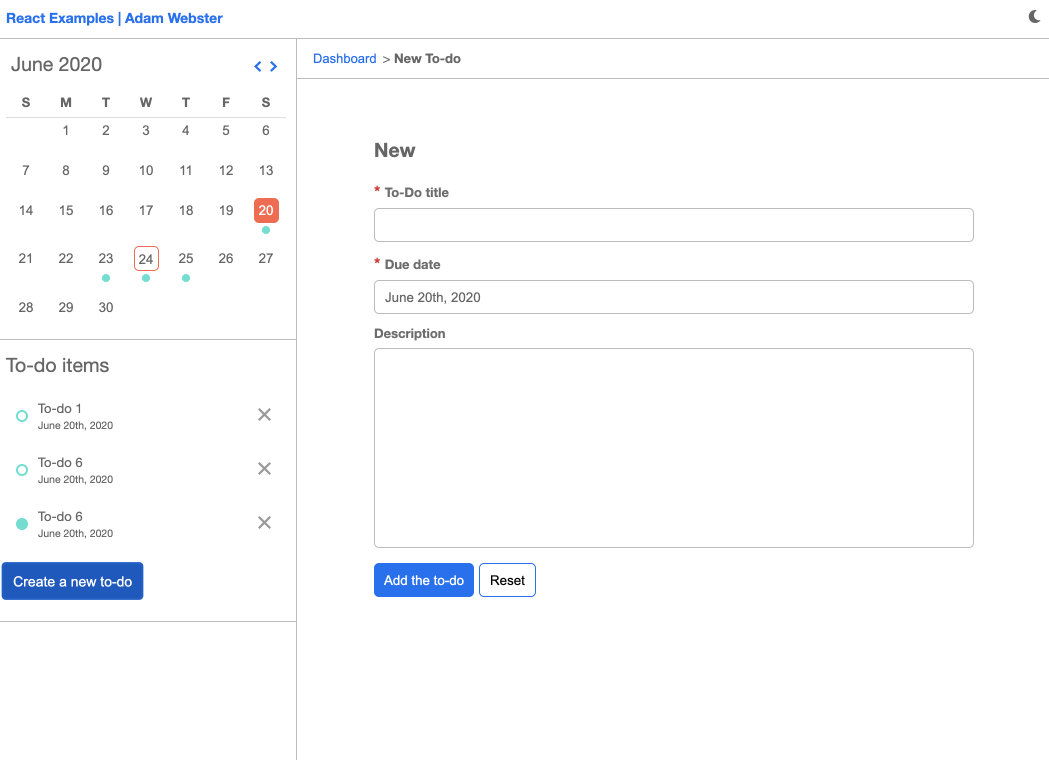 React Examples | Adam Webster
June 2020
S M T W T F S
1 2 3 4 5 6
7 8 9 10 11 12 13
14 15 16 17 18 19 20
21 22 23 24 25 26 27
28 29 30
To-do items
To-do 1
June 20th, 2020
To-do 6
June 20th, 2020
To-do 6
June 20th, 2020
Create a new to-do
Dashboard > New To-do
New
* To-Do title
* Due date
June 20th, 2020
Description
Add the to-do Reset